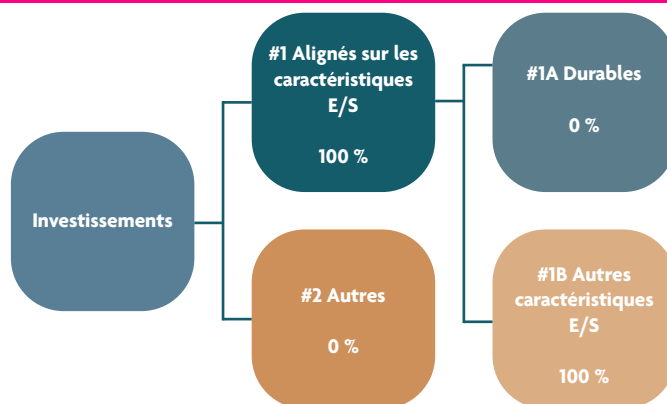 #1 Alignés sur les
caractéristiques
E/S
100 %
#1A Durables
0 %
Investissements
#2 Autres
0 %
#1B Autres
caractéristiques
E/S
100 %